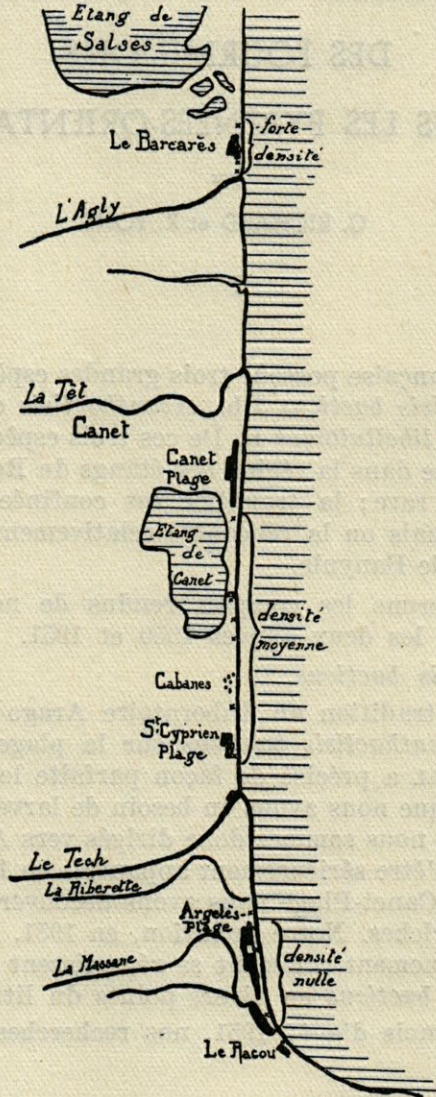 Etang de
Salses
Le Barcarès
forte
densité
L'Agly
La Têt
Canet
Canet
Plage
Etang
de
Canet
densité
moyenne
Cabanes
St Cyprien
Plage
Le Tech
La Riberette
Argelès-
Plage
La Massane
densité
nulle
Le Racou